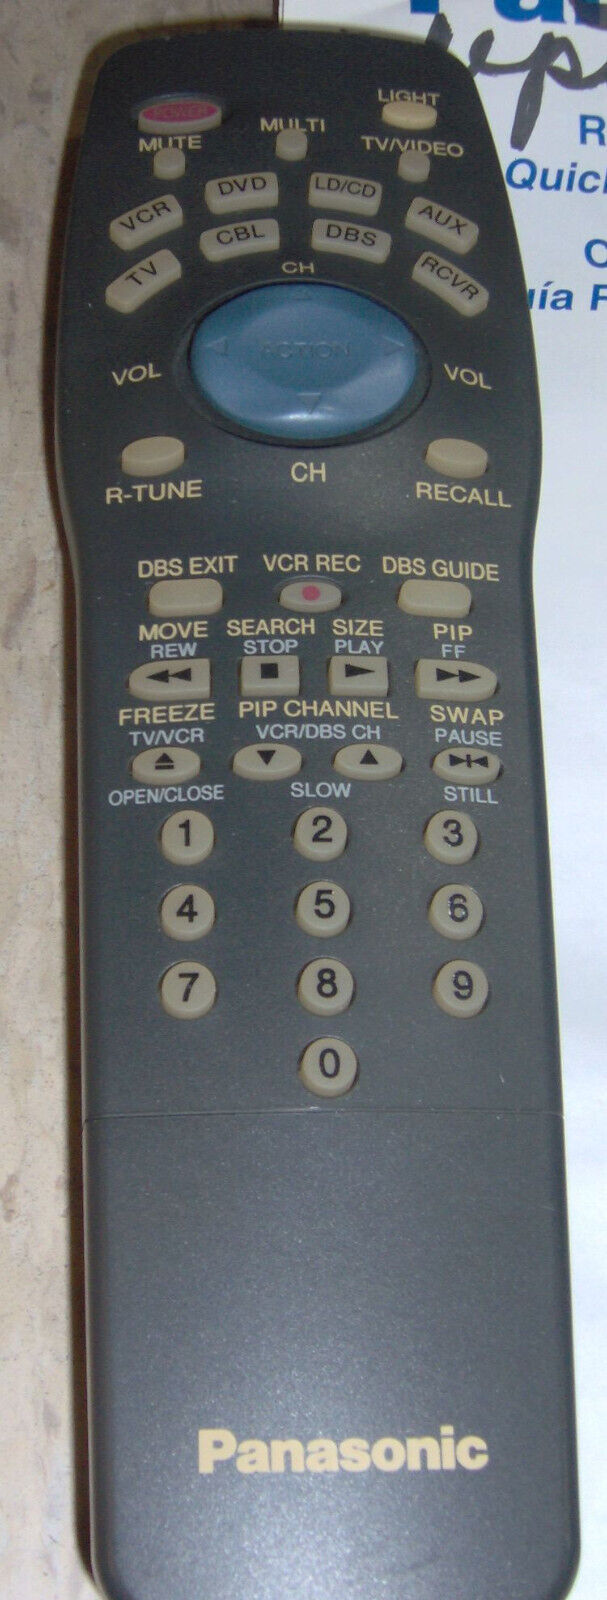 POWER
LIGHT
MUTE
MULTI
TV/VIDEO
VCR
DVD
LD/CD
AUX
TV
CBL
DBS
RCVR
CH
ACTION
VOL
VOL
CH
R-TUNE
RECALL
DBS EXIT
VCR REC
DBS GUIDE
MOVE
SEARCH
SIZE
PIP
REW
STOP
PLAY
FF
FREEZE
PIP CHANNEL
SWAP
TV/VCR
VCR/DBS CH
PAUSE
OPEN/CLOSE
SLOW
STILL
1
2
3
4
5
6
7
8
9
0
Panasonic
R
Quick
uía R